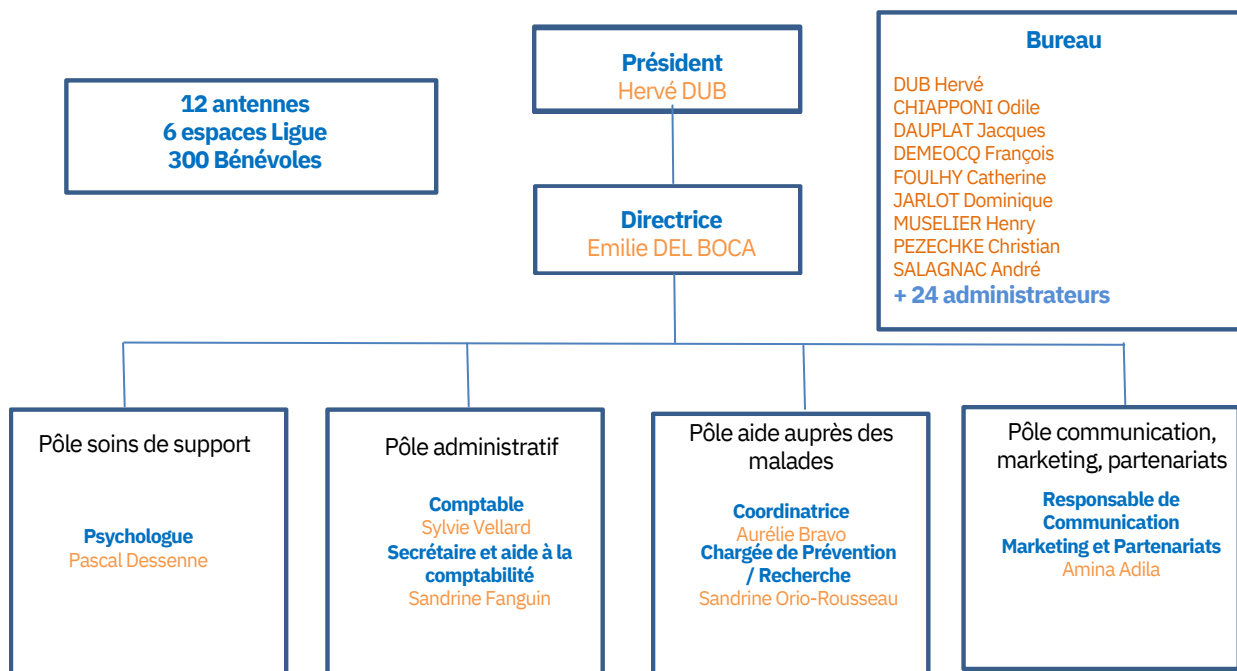 12 antennes
6 espaces Ligue
300 Bénévoles
Président
Hervé DUB
Directrice
Emilie DEL BOCA
Bureau
DUB Hervé
CHIAPPONI Odile
DAUPLAT Jacques
DEMEOCQ François
FOULHY Catherine
JARLOT Dominique
MUSELIER Henry
PEZECHKE Christian
SALAGNAC André
+ 24 administrateurs
Pôle soins de support
Psychologue
Pascal Dessenne
Pôle administratif
Comptable
Sylvie Vellard
Secrétaire et aide à la
comptabilité
Sandrine Fanguin
Pôle aide auprès des
malades
Coordinatrice
Aurélie Bravo
Chargée de Prévention
/ Recherche
Sandrine Orio-Rousseau
Pôle communication,
marketing, partenariats
Responsable de
Communication
Marketing et Partenariats
Amina Adila